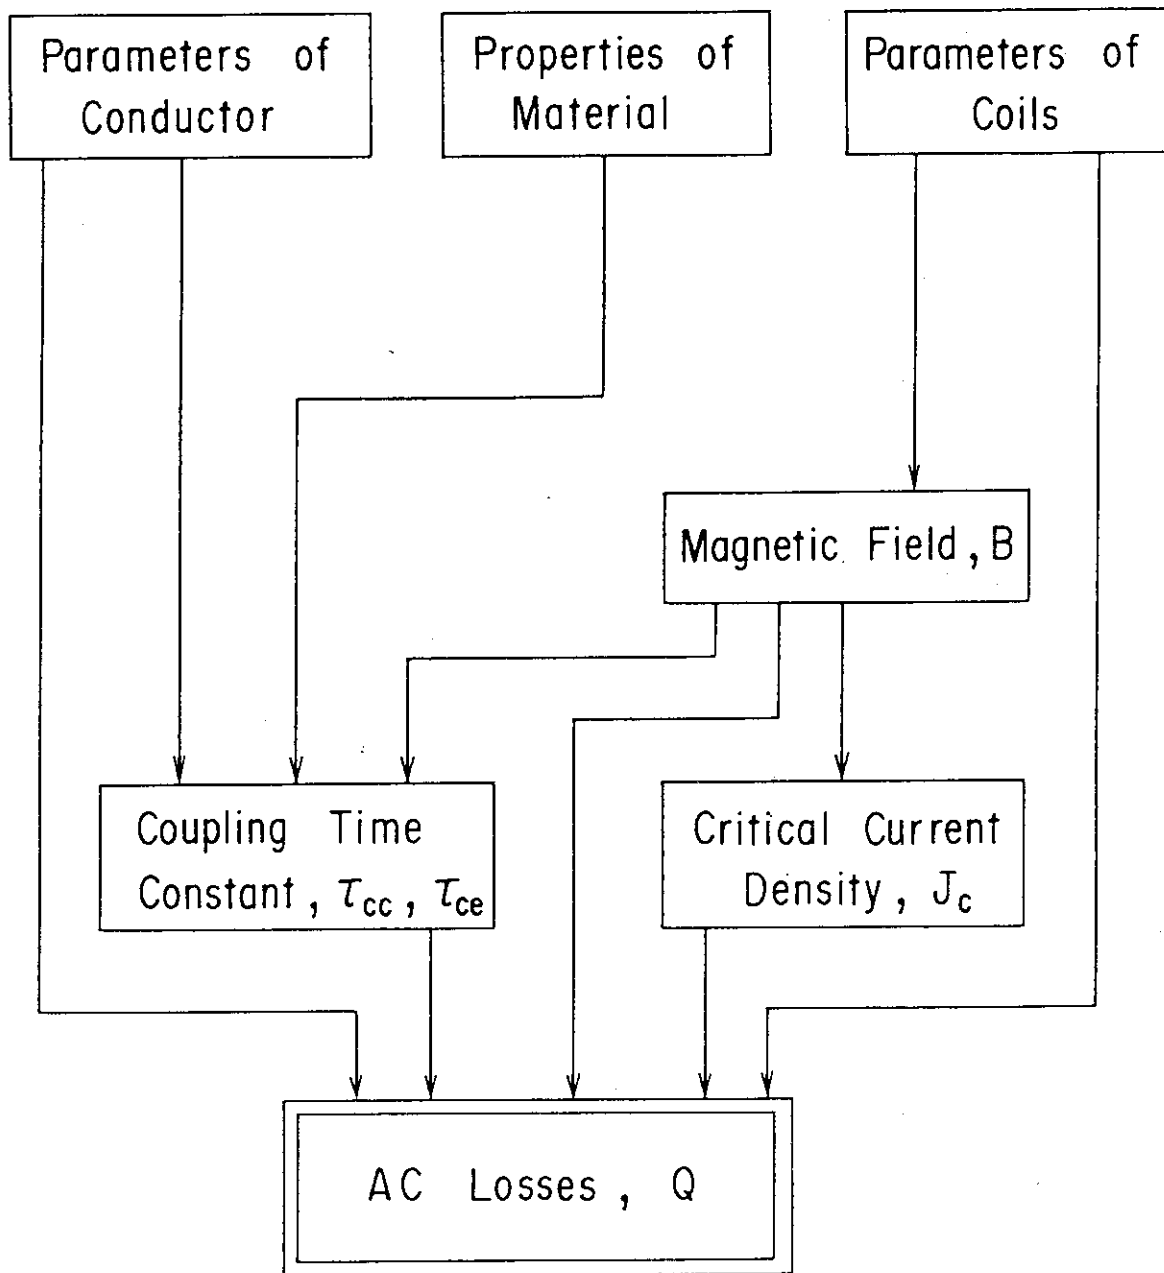 Parameters of
Conductor
Properties of
Material
Parameters of
Coils
Magnetic Field, B
Coupling Time
Constant, τcc, τce
Critical Current
Density, Jc
AC Losses, Q